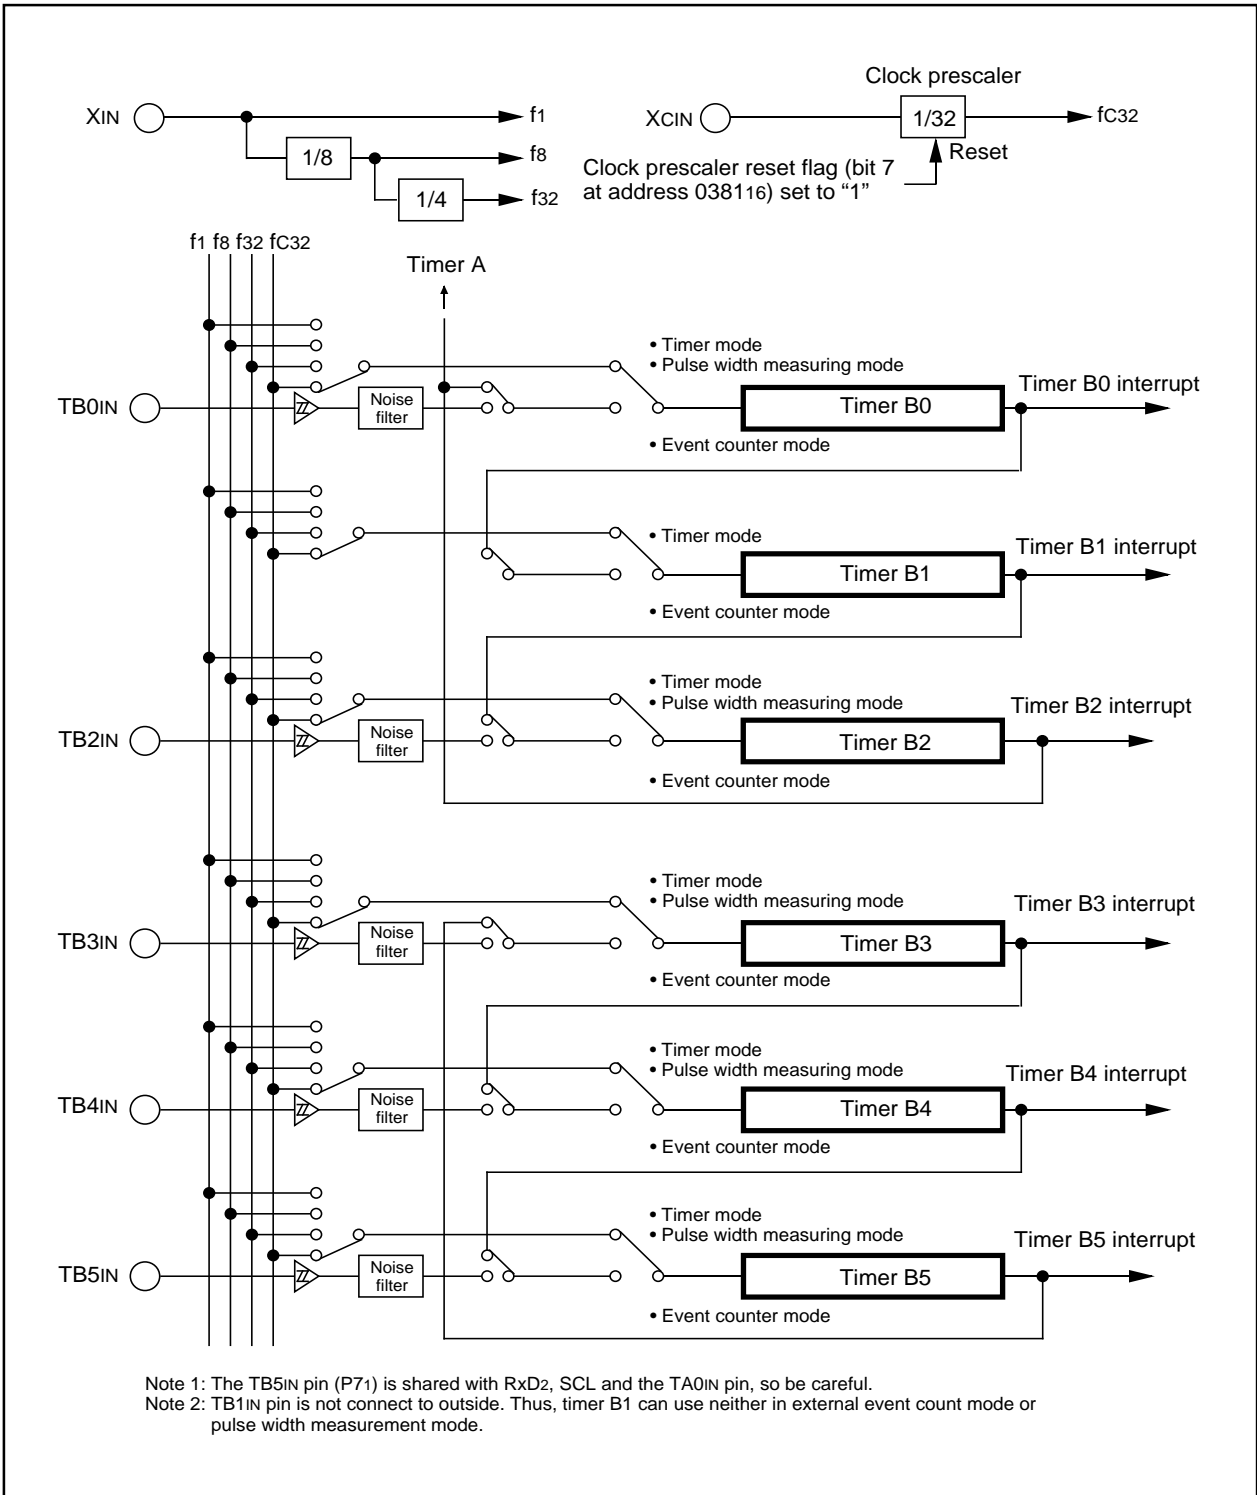 Clock prescaler
XIN
f1
XCIN
1/32
fC32
1/8
f8
Reset
Clock prescaler reset flag (bit 7
at address 038116) set to “1”
1/4
f32
f1 f8 f32 fC32
Timer A
• Timer mode
• Pulse width measuring mode
TB0IN
Noise
filter
Timer B0
Timer B0 interrupt
• Event counter mode
• Timer mode
Timer B1
Timer B1 interrupt
• Event counter mode
• Timer mode
• Pulse width measuring mode
TB2IN
Noise
filter
Timer B2
Timer B2 interrupt
• Event counter mode
• Timer mode
• Pulse width measuring mode
TB3IN
Noise
filter
Timer B3
Timer B3 interrupt
• Event counter mode
• Timer mode
• Pulse width measuring mode
TB4IN
Noise
filter
Timer B4
Timer B4 interrupt
• Event counter mode
• Timer mode
• Pulse width measuring mode
TB5IN
Noise
filter
Timer B5
Timer B5 interrupt
• Event counter mode
Note 1: The TB5IN pin (P71) is shared with RxD2, SCL and the TA0IN pin, so be careful.
Note 2: TB1IN pin is not connect to outside. Thus, timer B1 can use neither in external event count mode or
pulse width measurement mode.